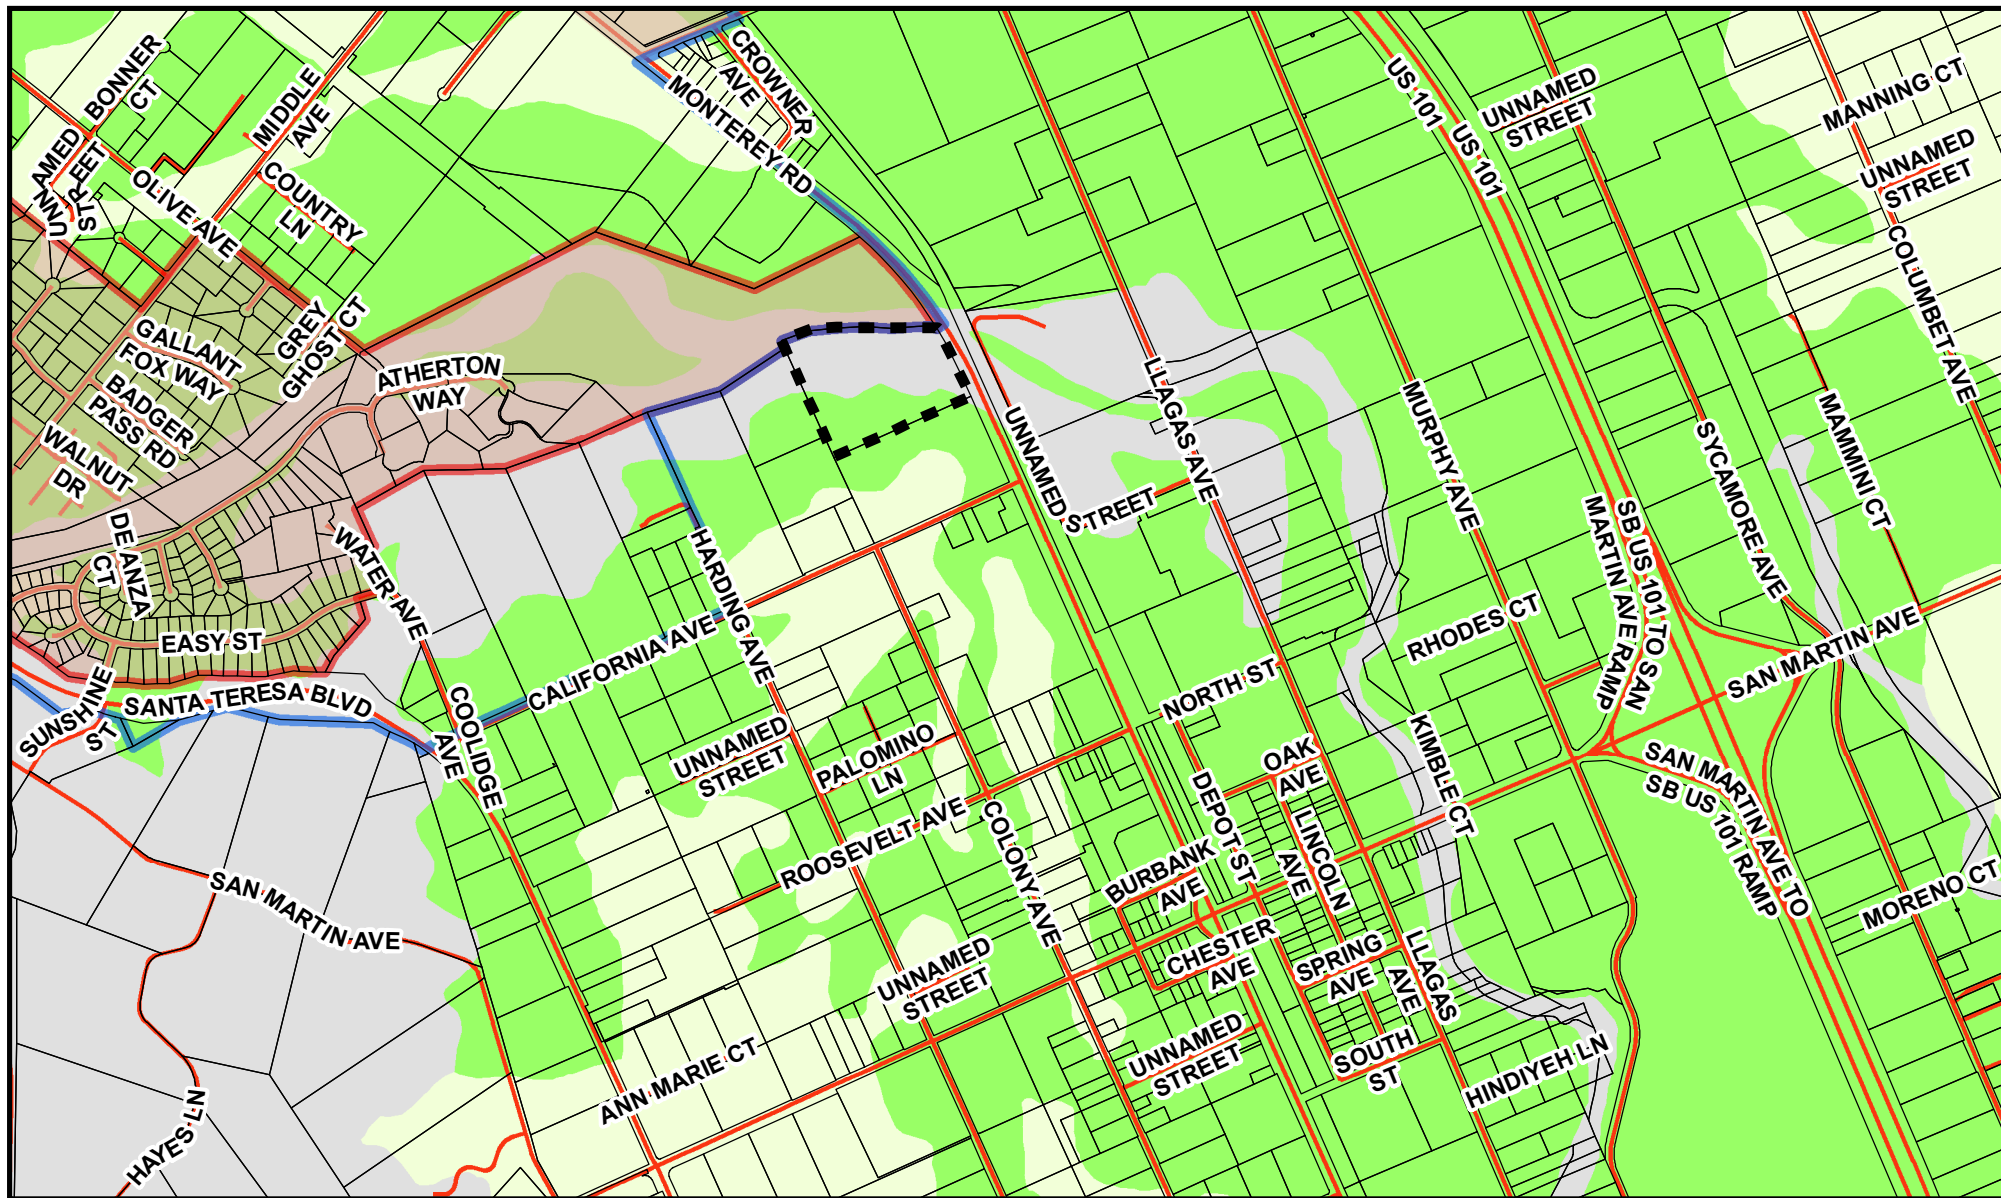 CROWNER
AVE
MONTEREY RD
BONNER
CT
MIDDLE
AVE
UNNAMED
STREET
OLIVE AVE
COUNTRY
LN
US 101
US 101
UNNAMED
STREET
MANNING CT
UNNAMED
STREET
COLUMBET AVE
GREY
GHOST CT
GALLANT
FOX WAY
BADGER
PASS RD
WALNUT
DR
ATHERTON
WAY
DE ANZA
CT
EASY ST
WATER AVE
SUNSHINE
ST
SANTA TERESA BLVD
COOLIDGE
AVE
HARDING AVE
CALIFORNIA AVE
UNNAMED
STREET
LLAGAS AVE
MURPHY AVE
SYCAMORE AVE
MAMMINI CT
SB US 101 TO SAN
MARTIN AVE RAMP
RHODES CT
SAN MARTIN AVE
NORTH ST
UNNAMED
STREET
PALOMINO
LN
ROOSEVELT AVE
COLONY AVE
OAK
AVE
KIMBLE CT
DEPOT ST
LINCOLN
AVE
BURBANK
AVE
SAN MARTIN AVE TO
SB US 101 RAMP
MORENO CT
SAN MARTIN AVE
UNNAMED
STREET
CHESTER
AVE
SPRING
AVE
LLAGAS
AVE
UNNAMED
STREET
SOUTH
ST
HINDIYEH LN
ANN MARIE CT
HAYES LN